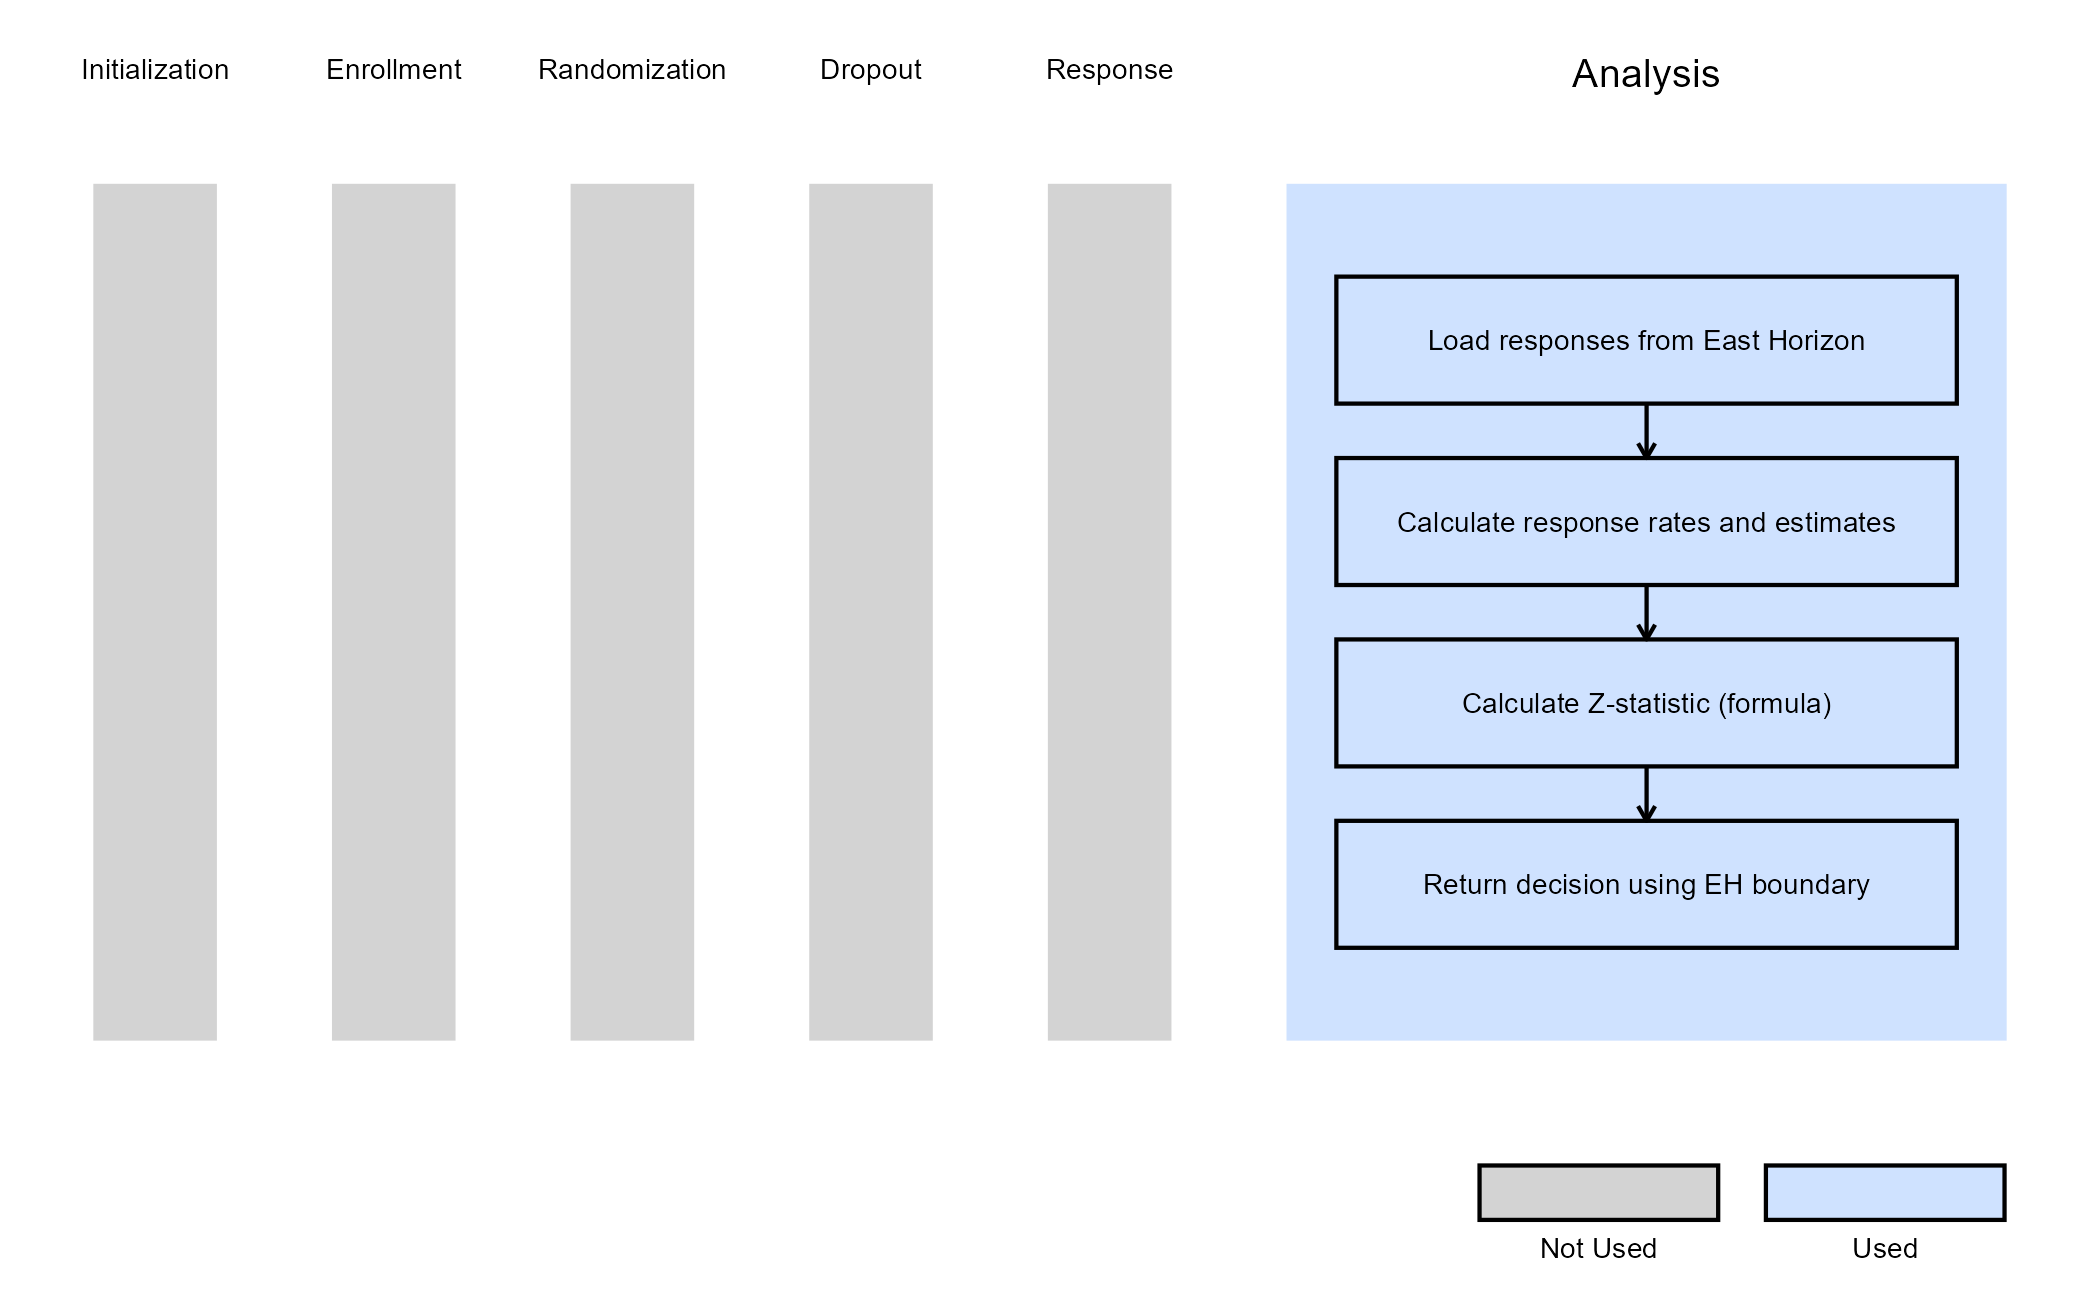 Initialization
Enrollment
Randomization
Dropout
Response
Analysis
Load responses from East Horizon
Calculate response rates and estimates
Calculate Z-statistic (formula)
Return decision using EH boundary
Not Used
Used